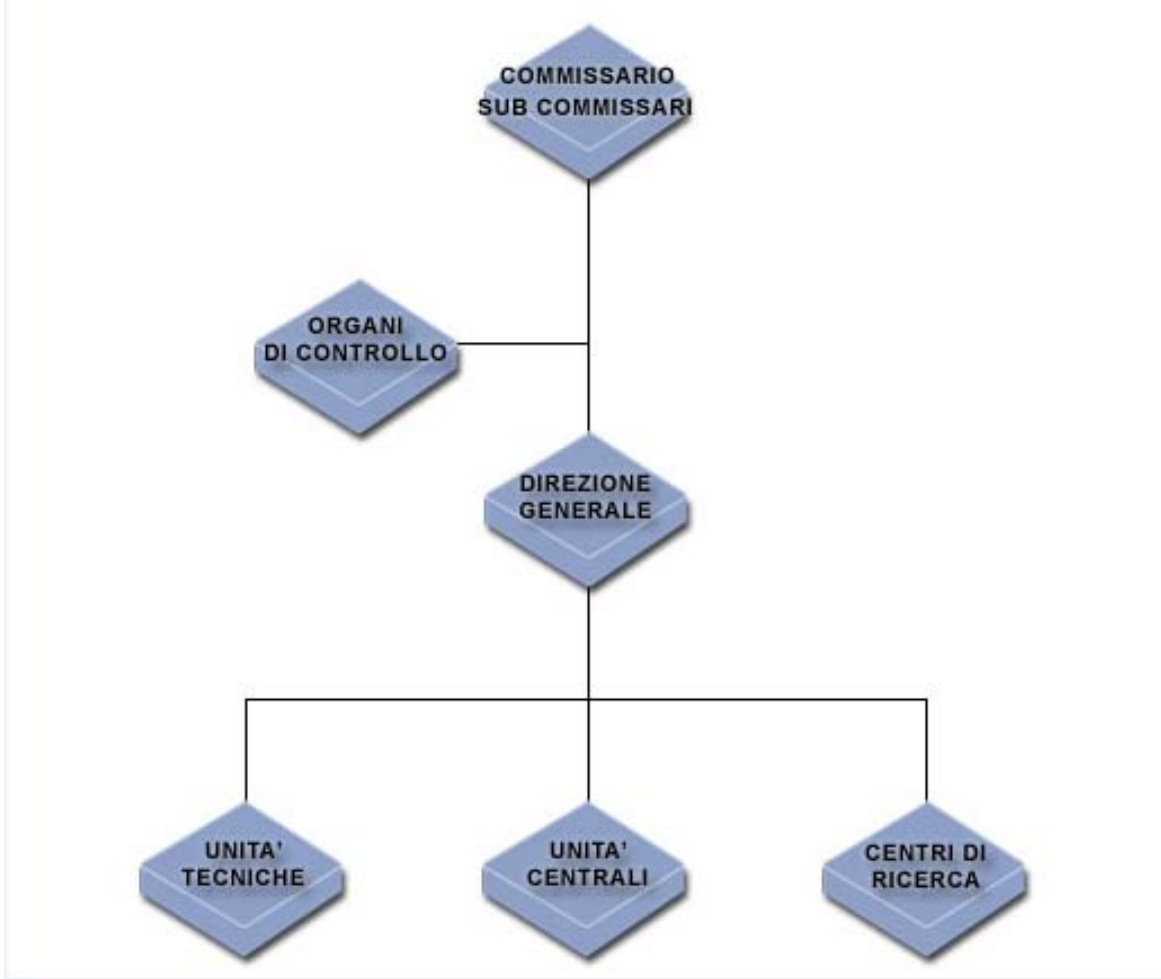 COMMISSARIO
SUB COMMISSARI
ORGANI
DI CONTROLLO
DIREZIONE
GENERALE
UNITA'
TECNICHE
UNITA'
CENTRALI
CENTRI DI
RICERCA